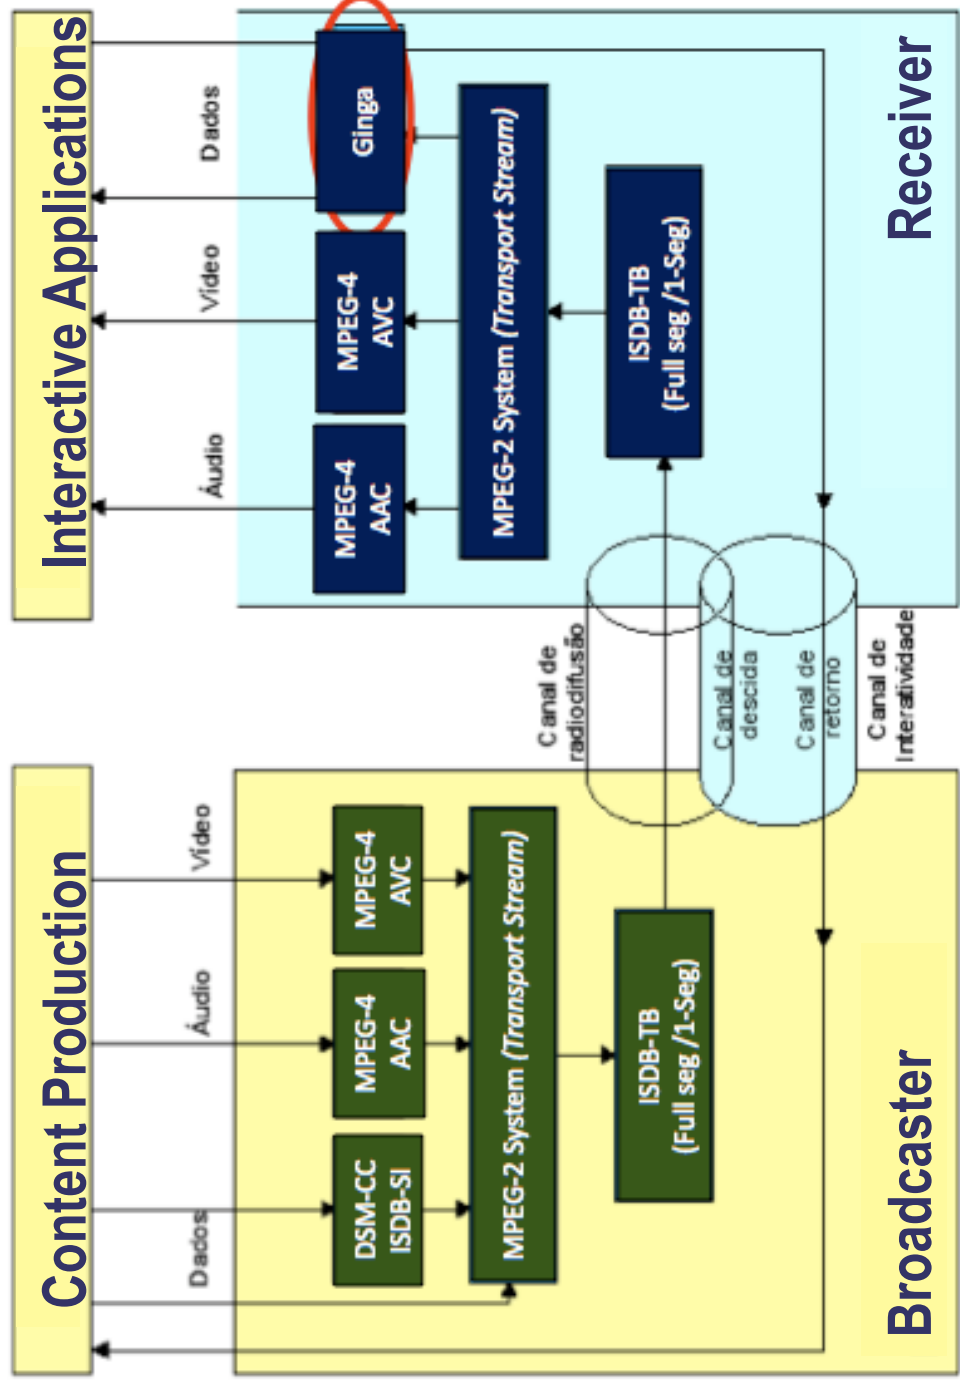 Content Production
Interactive Applications
Dados
Áudio
Vídeo
Áudio
Vídeo
Dados
DSM-CC
ISDB-SI
MPEG-4
AAC
MPEG-4
AVC
MPEG-4
AAC
MPEG-4
AVC
Ginga
MPEG-2 System (Transport Stream)
MPEG-2 System (Transport Stream)
Canal de
radiodifusão
ISDB-TB
(Full seg /1-Seg)
ISDB-TB
(Full seg /1-Seg)
Canal de
descida
Canal de
retorno
Canal de
Interatividade
Broadcaster
Receiver